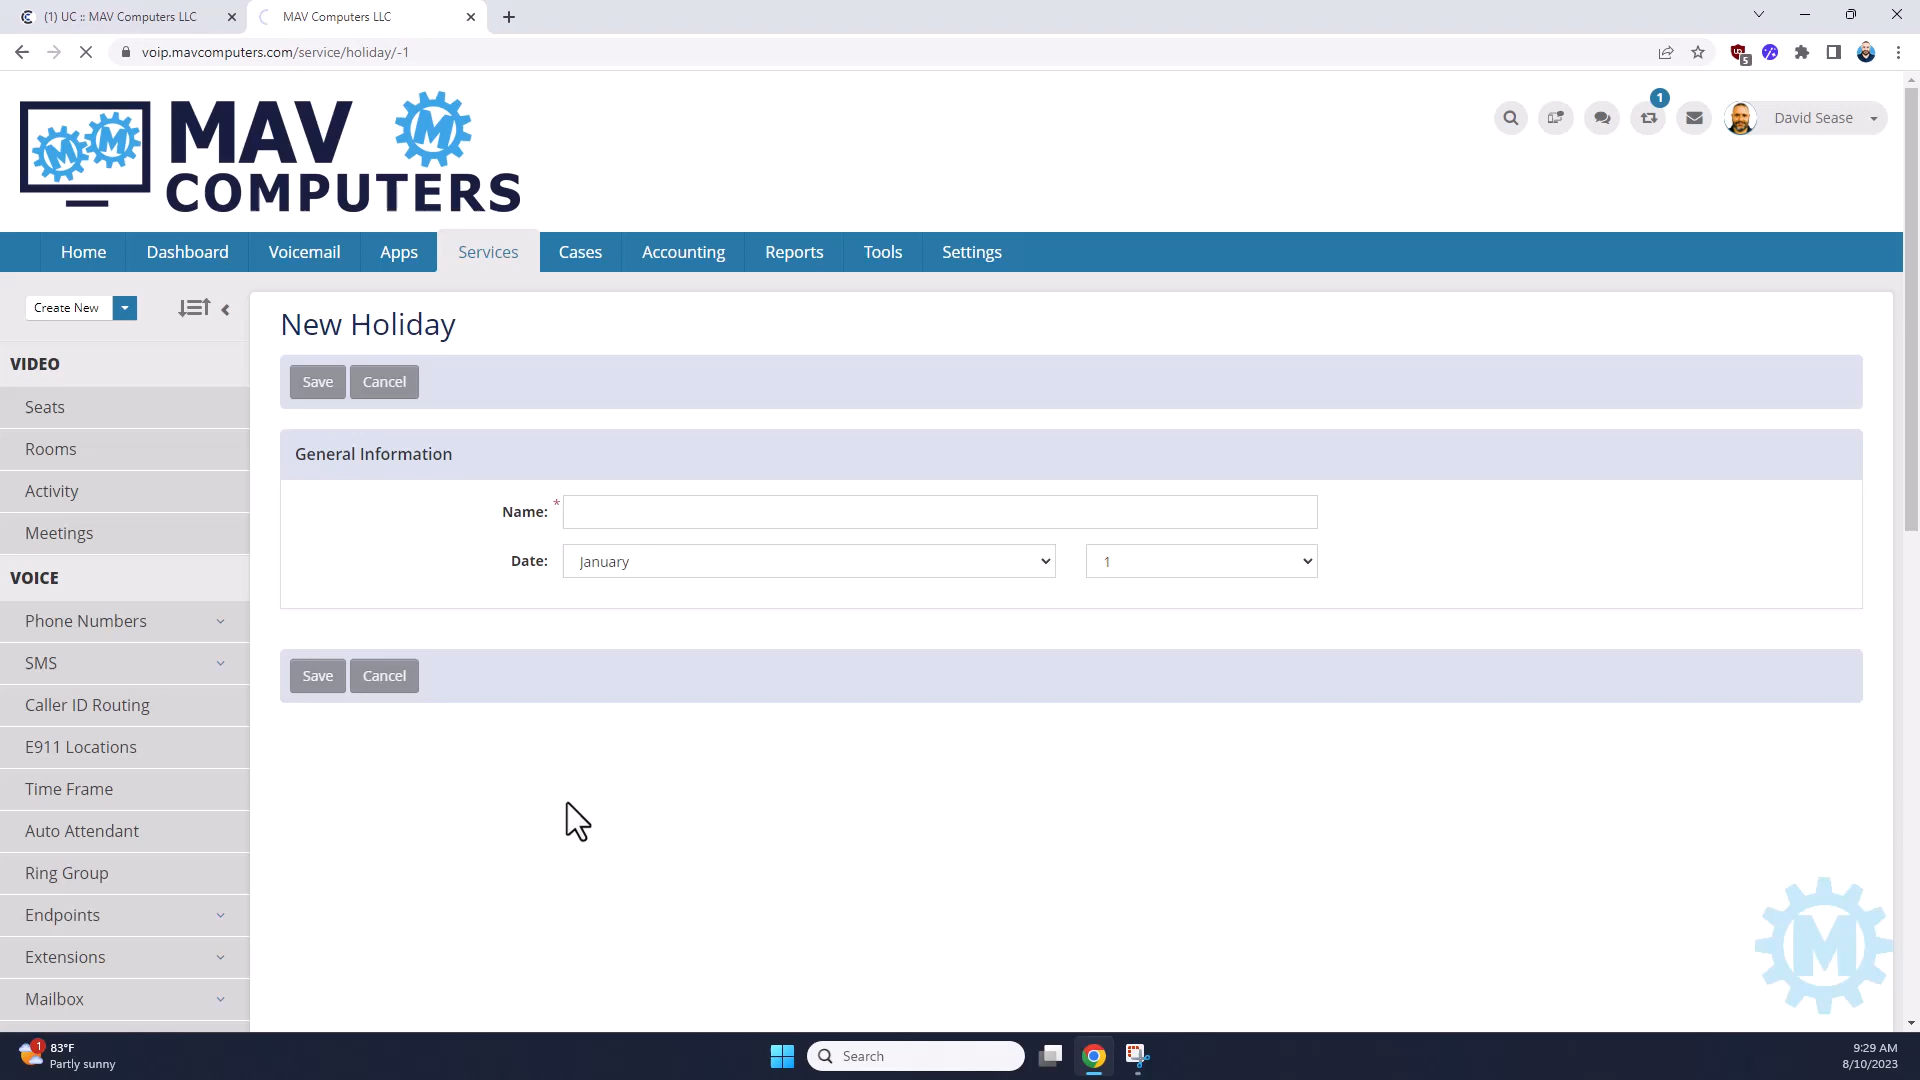 (1) UC :: MAV Computers LLC
MAV Computers LLC
voip.mavcomputers.com/service/holiday/-1
5
M M
MAV
COMPUTERS
M
1
David Sease
Home
Dashboard
Voicemail
Apps
Services
Cases
Accounting
Reports
Tools
Settings
Create New
VIDEO
Seats
Rooms
Activity
Meetings
VOICE
Phone Numbers
SMS
Caller ID Routing
E911 Locations
Time Frame
Auto Attendant
Ring Group
Endpoints
Extensions
Mailbox
New Holiday
Save
Cancel
General Information
Name: *
Date:
January
1
Save
Cancel
M
1
83°F
Partly sunny
Search
9:29 AM
8/10/2023